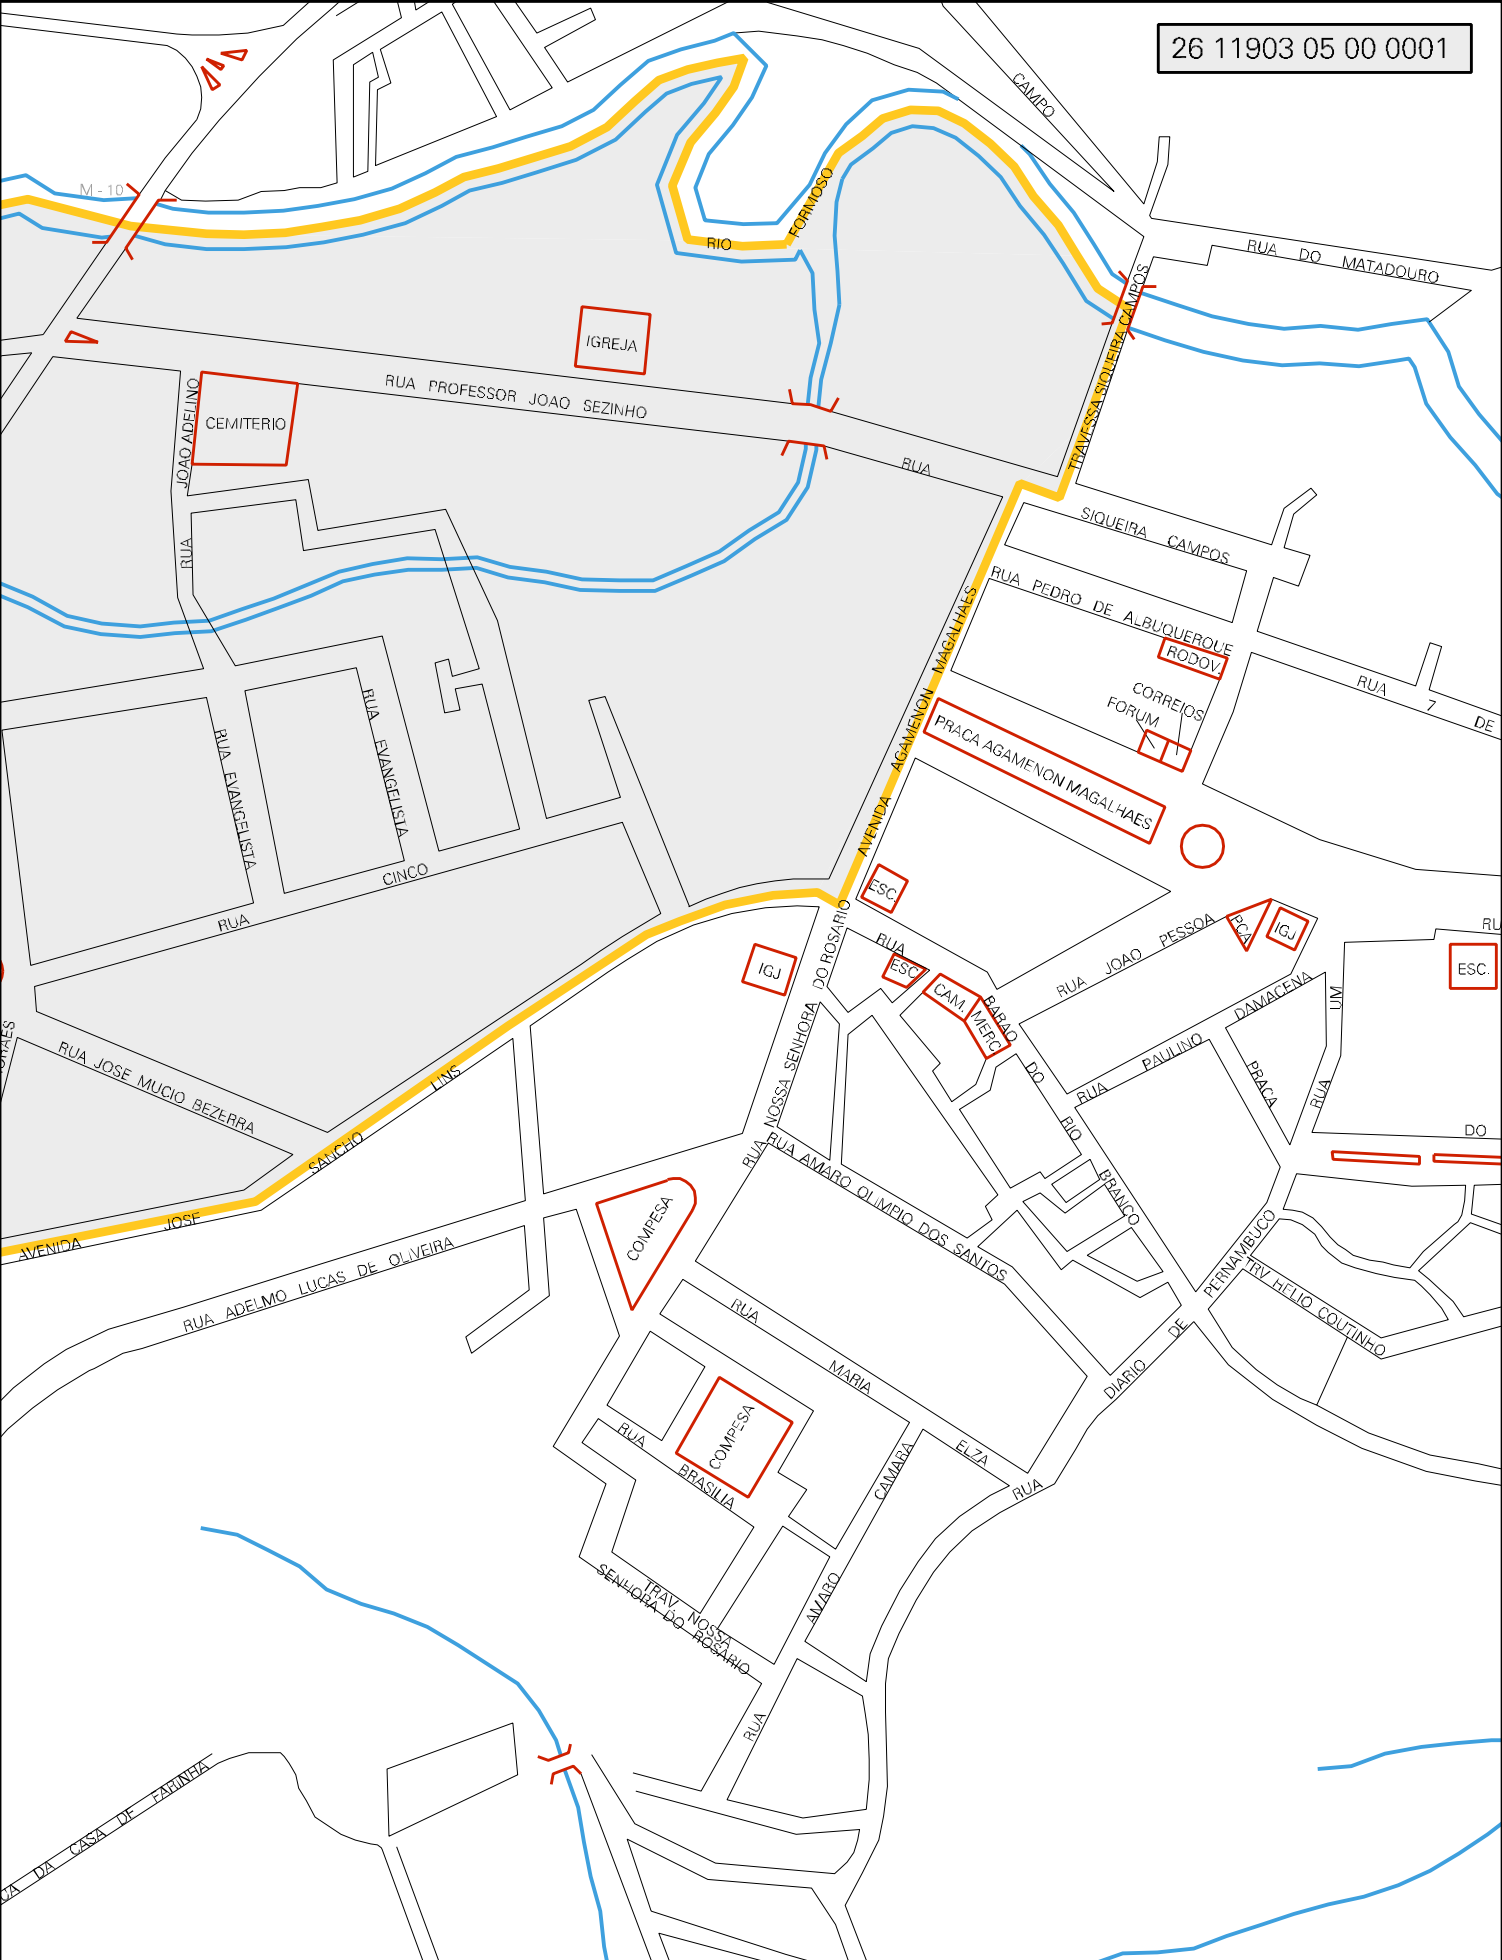 26 11903 05 00 0001
CAMPO
M - 10
FORMOSO
RIO
RUA DO MATADOURO
TRAVESSA SIQUEIRA CAMPOS
IGREJA
RUA PROFESSOR JOAO SEZINHO
RUA
CEMITERIO
RUA JOAO ADELINO
SIQUEIRA CAMPOS
RUA PEDRO DE ALBUQUERQUE
RODOV.
CORREIOS
FORUM
RUA 7 DE
AVENIDA AGAMENON MAGALHAES
PRACA AGAMENON MAGALHAES
RUA EVANGELISTA
RUA EVANGELISTA
RUA CINCO
ESC.
RUA
ESC
IGJ
CAM.
MERC
BARAO DO RIO BRANCO
RUA JOAO PESSOA
PCA
IGJ
RU
ESC.
RUA PAULINO DAMACENA
RUA UM
PRACA
DO
RUA NOSSA SENHORA DO ROSARIO
RUA JOSE MUCIO BEZERRA
AVENIDA JOSE SANCHO LINS
RUA AMARO OLIMPIO DOS SANTOS
COMPESA
RUA ADELMO LUCAS DE OLIVEIRA
RUA DIARIO DE PERNAMBUCO
TRV HELIO COUTINHO
RUA MARIA ELZA
COMPESA
RUA BRASILIA
RUA AMARO CAMARA
TRAV. NOSSA
SENHORA DO ROSARIO
DA CASA DE FARINHA